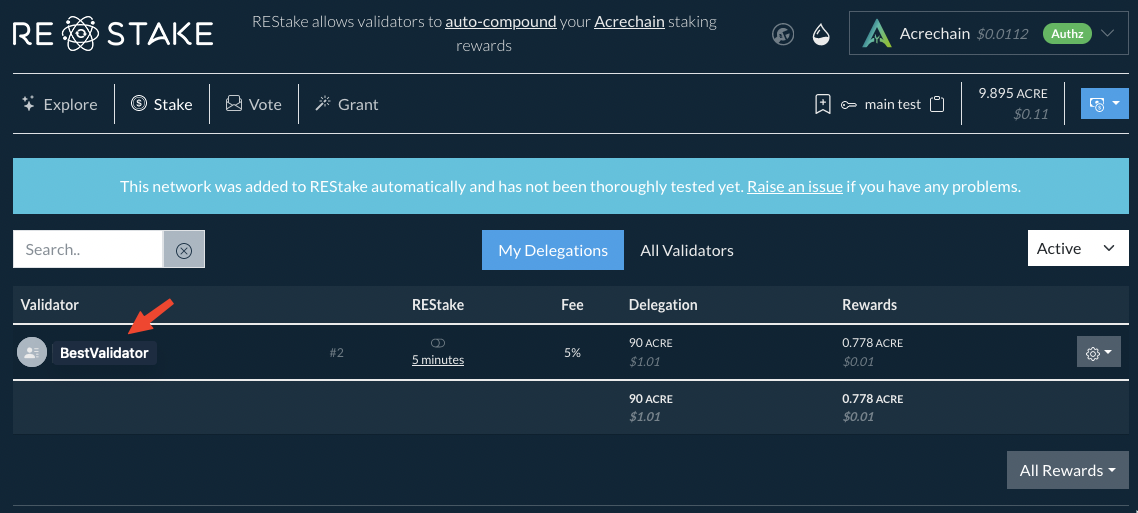 RE STAKE
REStake allows validators to auto-compound your Acrechain staking
rewards
Acrechain $0.0112 Authz
Explore
Stake
Vote
Grant
main test
9.895 ACRE
$0.11
This network was added to REStake automatically and has not been thoroughly tested yet. Raise an issue if you have any problems.
Search..
My Delegations
All Validators
Active
Validator REStake Fee Delegation Rewards
BestValidator #2 5 minutes 5% 90 ACRE 0.778 ACRE
$1.01 $0.01
90 ACRE 0.778 ACRE
$1.01 $0.01
All Rewards